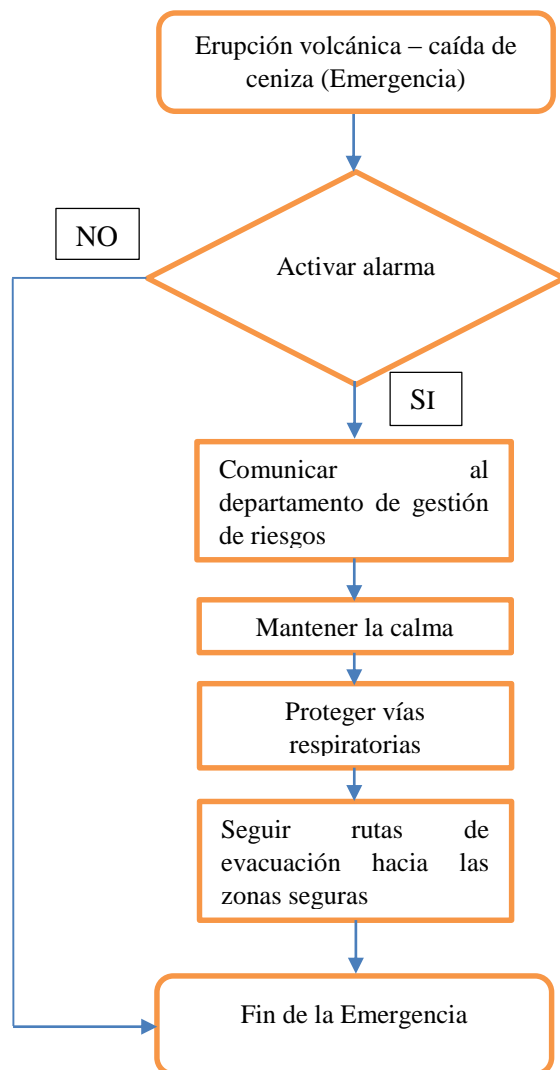 Erupción volcánica – caída de
ceniza (Emergencia)
NO
Activar alarma
SI
Comunicar al
departamento de gestión
de riesgos
Mantener la calma
Proteger vías
respiratorias
Seguir rutas de
evacuación hacia las
zonas seguras
Fin de la Emergencia